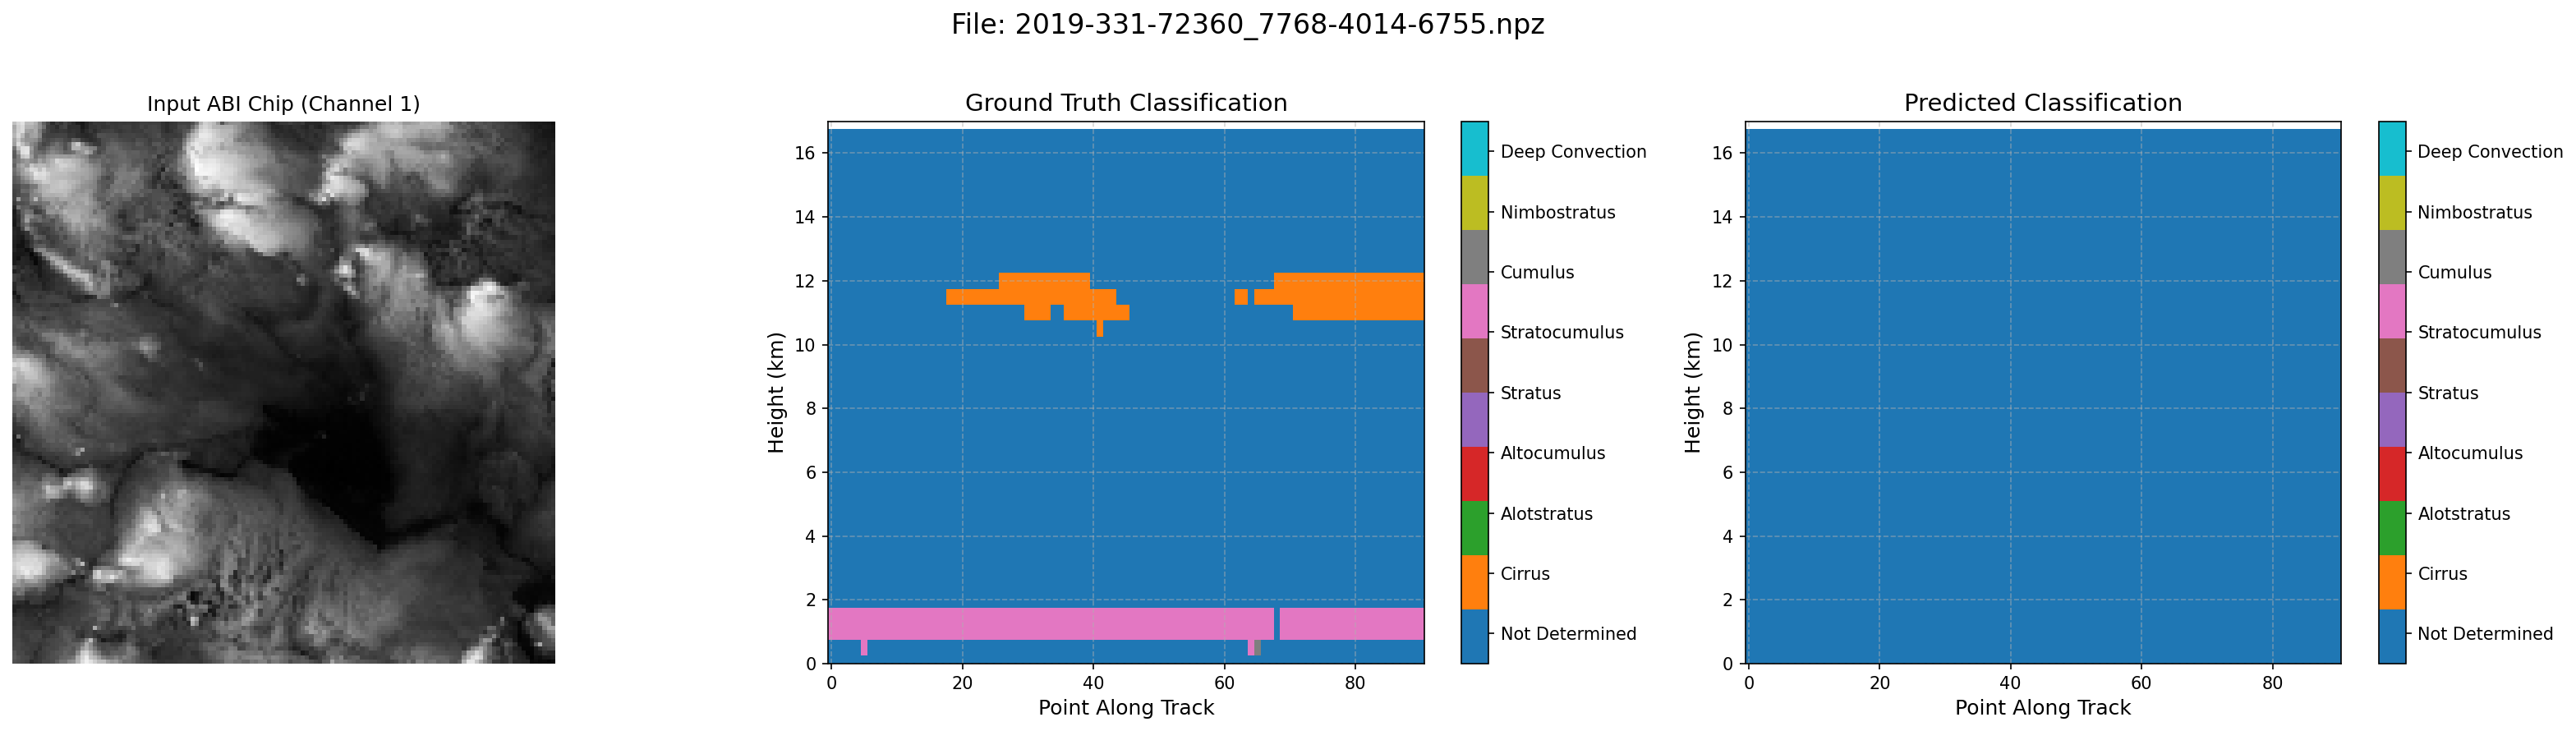 File: 2019-331-72360_7768-4014-6755.npz
Input ABI Chip (Channel 1)
Ground Truth Classification
Height (km)
16
14
12
10
8
6
4
2
0
0 20 40 60 80
Point Along Track
Deep Convection
Nimbostratus
Cumulus
Stratocumulus
Stratus
Altocumulus
Alotstratus
Cirrus
Not Determined
Predicted Classification
Height (km)
16
14
12
10
8
6
4
2
0
0 20 40 60 80
Point Along Track
Deep Convection
Nimbostratus
Cumulus
Stratocumulus
Stratus
Altocumulus
Alotstratus
Cirrus
Not Determined